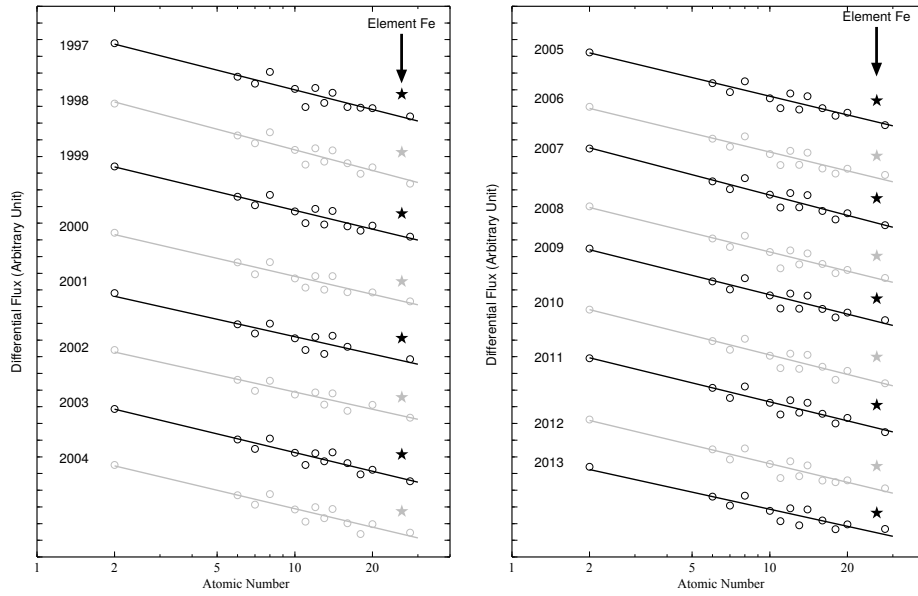 Element Fe
1997
1998
1999
2000
2001
2002
2003
2004
Differential Flux (Arbitrary Unit)
1 2 10 20
Atomic Number
Element Fe
2005
2006
2007
2008
2009
2010
2011
2012
2013
Differential Flux (Arbitrary Unit)
1 2 10 20
Atomic Number